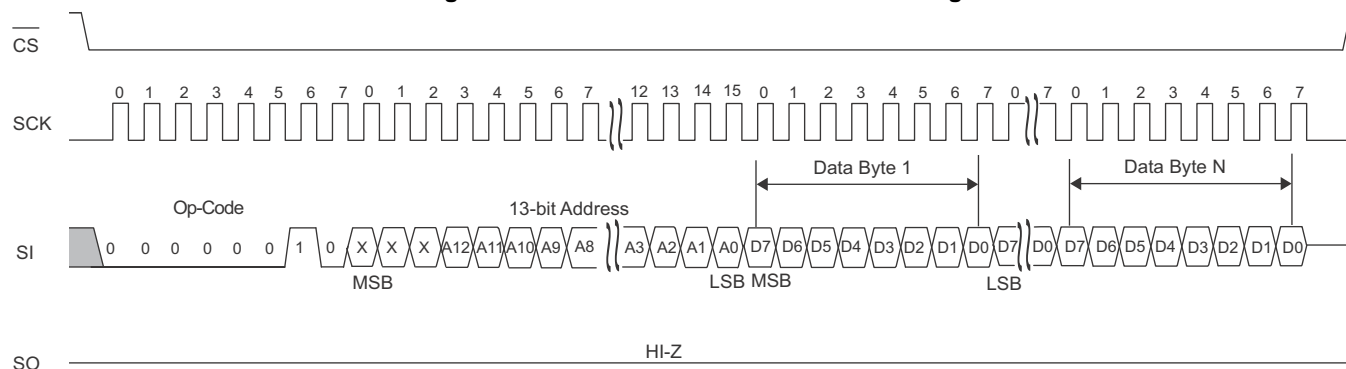 CS
0 1 2 3 4 5 6 7 0 1 2 3 4 5 6 7 12 13 14 15 0 1 2 3 4 5 6 7 0 7 0 1 2 3 4 5 6 7
SCK
Data Byte 1 Data Byte N
Op-Code 13-bit Address
SI 0 0 0 0 0 0 1 0 X X X A12 A11 A10 A9 A8 A3 A2 A1 A0 D7 D6 D5 D4 D3 D2 D1 D0 D7 D0 D7 D6 D5 D4 D3 D2 D1 D0
MSB LSB MSB LSB
HI-Z
SO